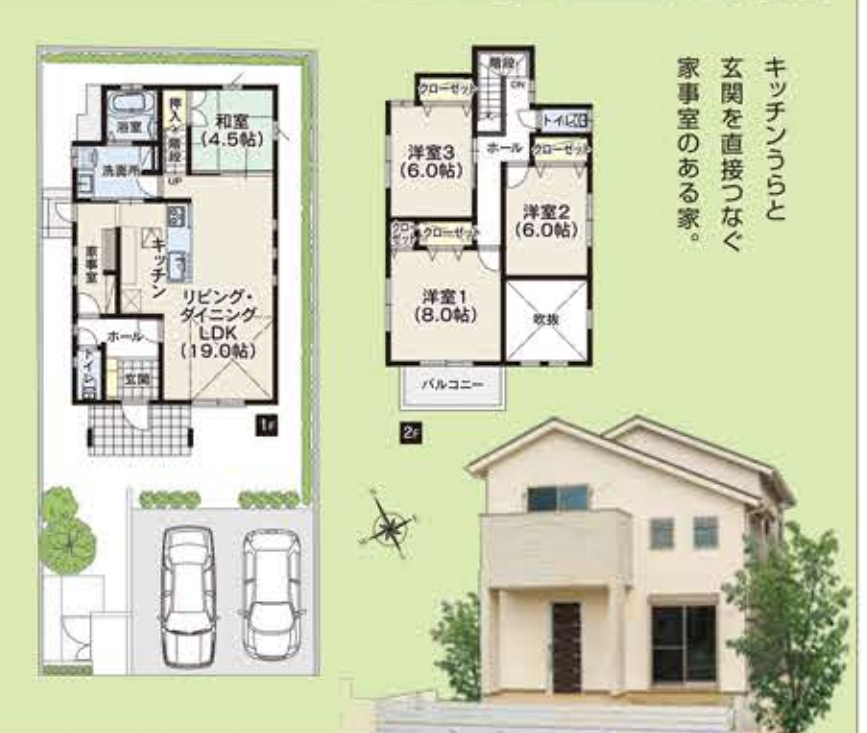 キッチンうらと
玄関を直接つなぐ
家事室のある家。
浴室
押入
階段
UP
和室
(4.5帖)
洗面所
キッチン
家事室
リビング・
ダイニング
LDK
(19.0帖)
ホール
トイレ
玄関
1F
階段
DN
クローゼット
トイレ
洋室3
(6.0帖)
ホール
クローゼット
洋室2
(6.0帖)
クローゼット
クローゼット
洋室1
(8.0帖)
吹抜
バルコニー
2F